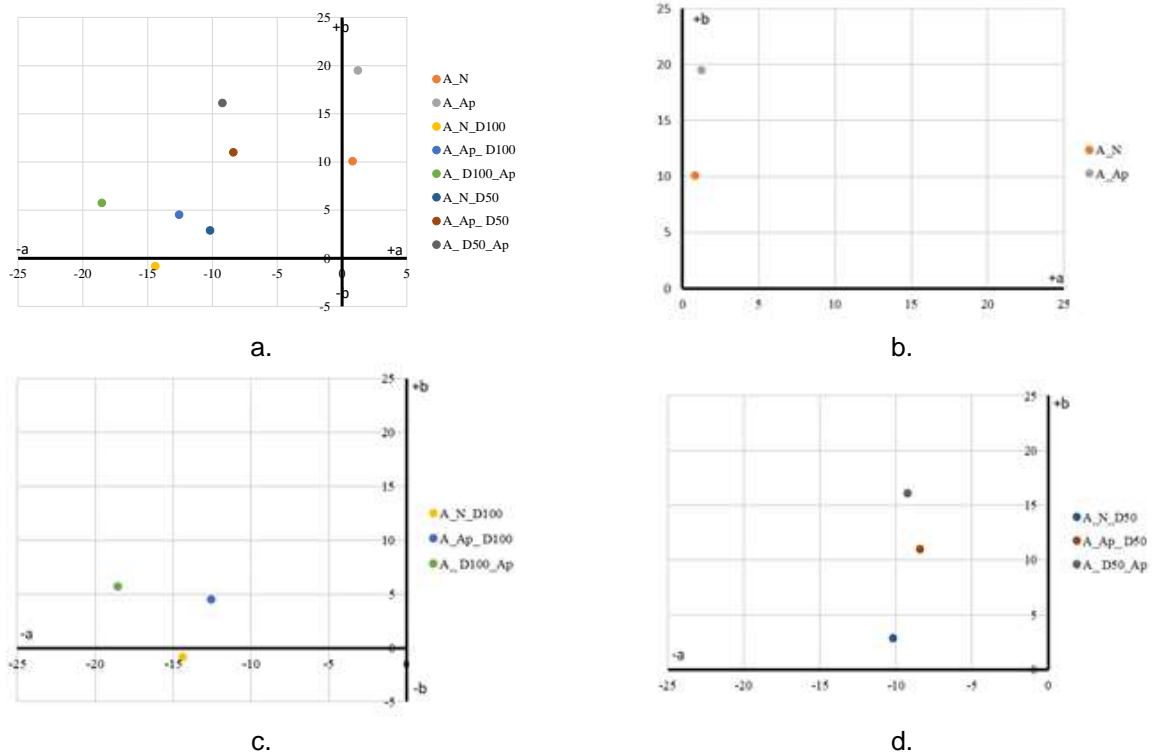 25
+b
20
15
10
5
-a
+a
-25
-20
-15
-10
-5
0
5
-b
-5
A_N
A_Ap
A_N_D100
A_Ap_ D100
A_ D100_Ap
A_N_D50
A_Ap_ D50
A_ D50_Ap
a.
25
+b
20
15
10
5
0
+a
0
5
10
15
20
25
A_N
A_Ap
b.
25
+b
20
15
10
5
0
-a
-25
-20
-15
-10
-5
0
-b
-5
A_N_D100
A_Ap_ D100
A_ D100_Ap
c.
25
+b
20
15
10
5
0
-a
-25
-20
-15
-10
-5
0
A_N_D50
A_Ap_ D50
A_ D50_Ap
d.